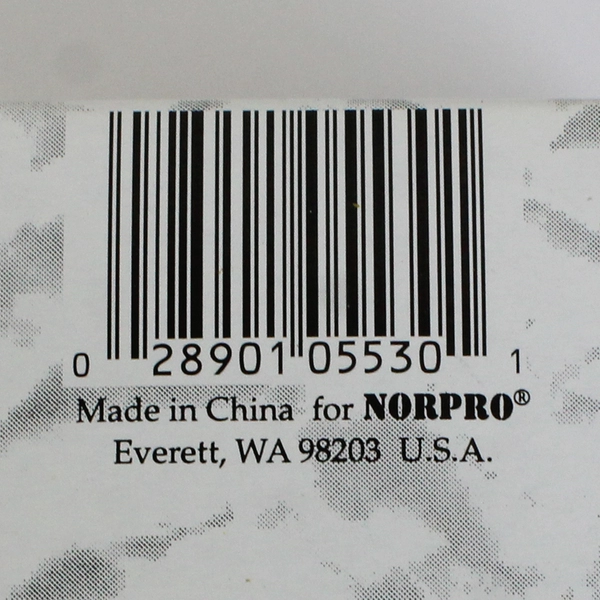 0 28901 05530 1
Made in China for NORPRO®
Everett, WA 98203 U.S.A.